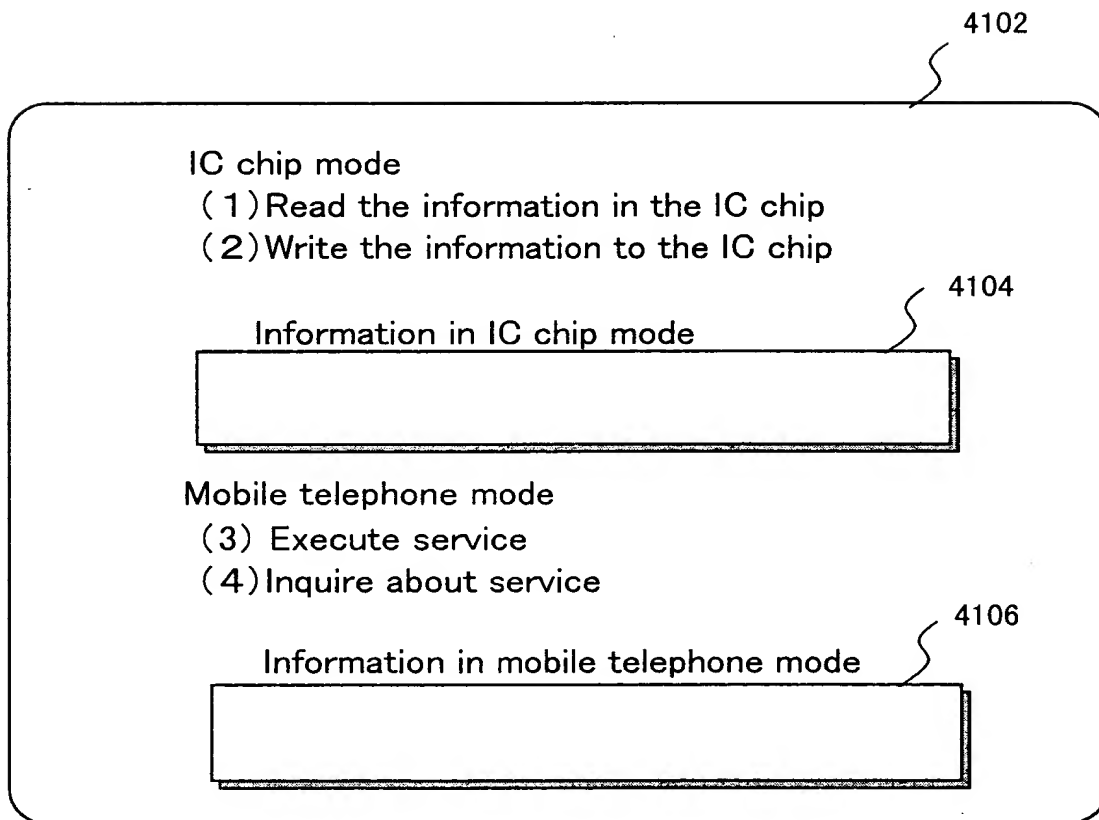 4102
IC chip mode
（1）Read the information in the IC chip
（2）Write the information to the IC chip
4104
Information in IC chip mode
Mobile telephone mode
（3） Execute service
（4）Inquire about service
4106
Information in mobile telephone mode